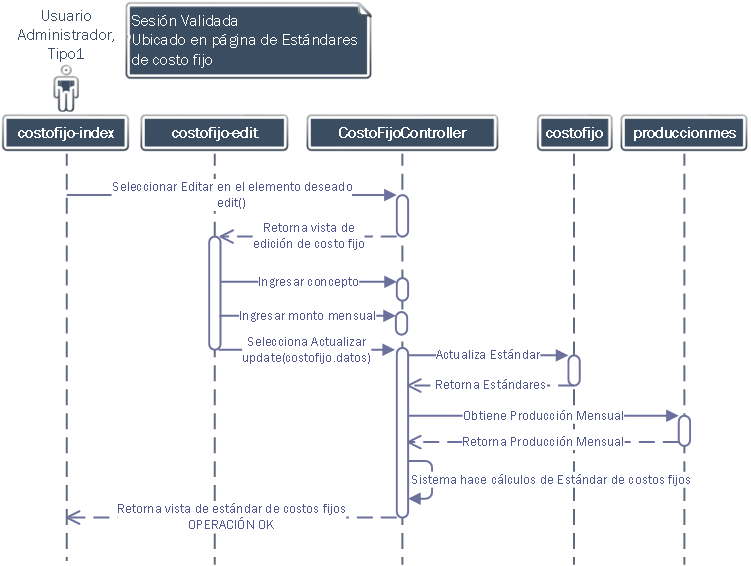 Usuario
Administrador,
Tipo1
Sesión Validada
Ubicado en página de Estándares
de costo fijo
costofijo-index
costofijo-edit
CostoFijoController
costofijo
produccionmes
Seleccionar Editar en el elemento deseado
edit()
Retorna vista de
edición de costo fijo
Ingresar concepto
Ingresar monto mensual
Selecciona Actualizar
update(costofijo.datos)
Actualiza Estándar
Retorna Estándares
Obtiene Producción Mensual
Retorna Producción Mensual
Sistema hace cálculos de Estándar de costos fijos
Retorna vista de estándar de costos fijos
OPERACIÓN OK